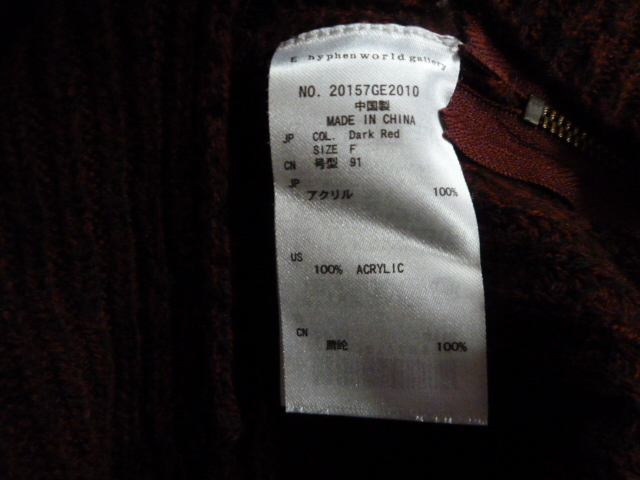 E hyphen world gallery
NO. 20157GE2010
中国製
MADE IN CHINA
JP COL. Dark Red
SIZE F
CN 号型 91
JP
アクリル 100%
US
100% ACRYLIC
CN
腈纶 100%